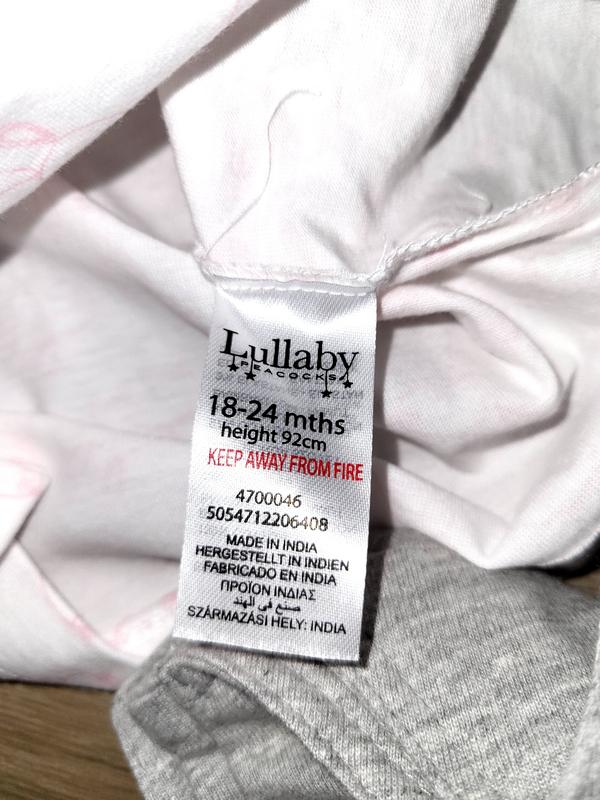 Lullaby
PEACOCKS
18-24 mths
height 92cm
KEEP AWAY FROM FIRE
4700046
5054712206408
MADE IN INDIA
HERGESTELLT IN INDIEN
FABRICADO EN INDIA
ΠΡΟΪΟΝ ΙΝΔΙΑΣ
صنع في الهند
SZÁRMAZÁSI HELY: INDIA